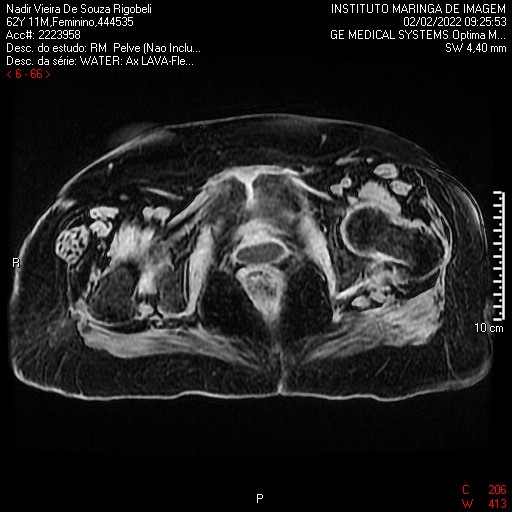 Nadir Vieira De Souza Rigobeli
62Y 11M,Feminino,444535
Acc#: 2223958
Desc. do estudo: RM Pelve (Nao Inclu...
Desc. da série: WATER: Ax LAVA-Fle...
< 6 - 66 >
INSTITUTO MARINGA DE IMAGEM
02/02/2022 09:25:53
GE MEDICAL SYSTEMS Optima M...
SW 4,40 mm
R
10 cm
P
C 206
W 413